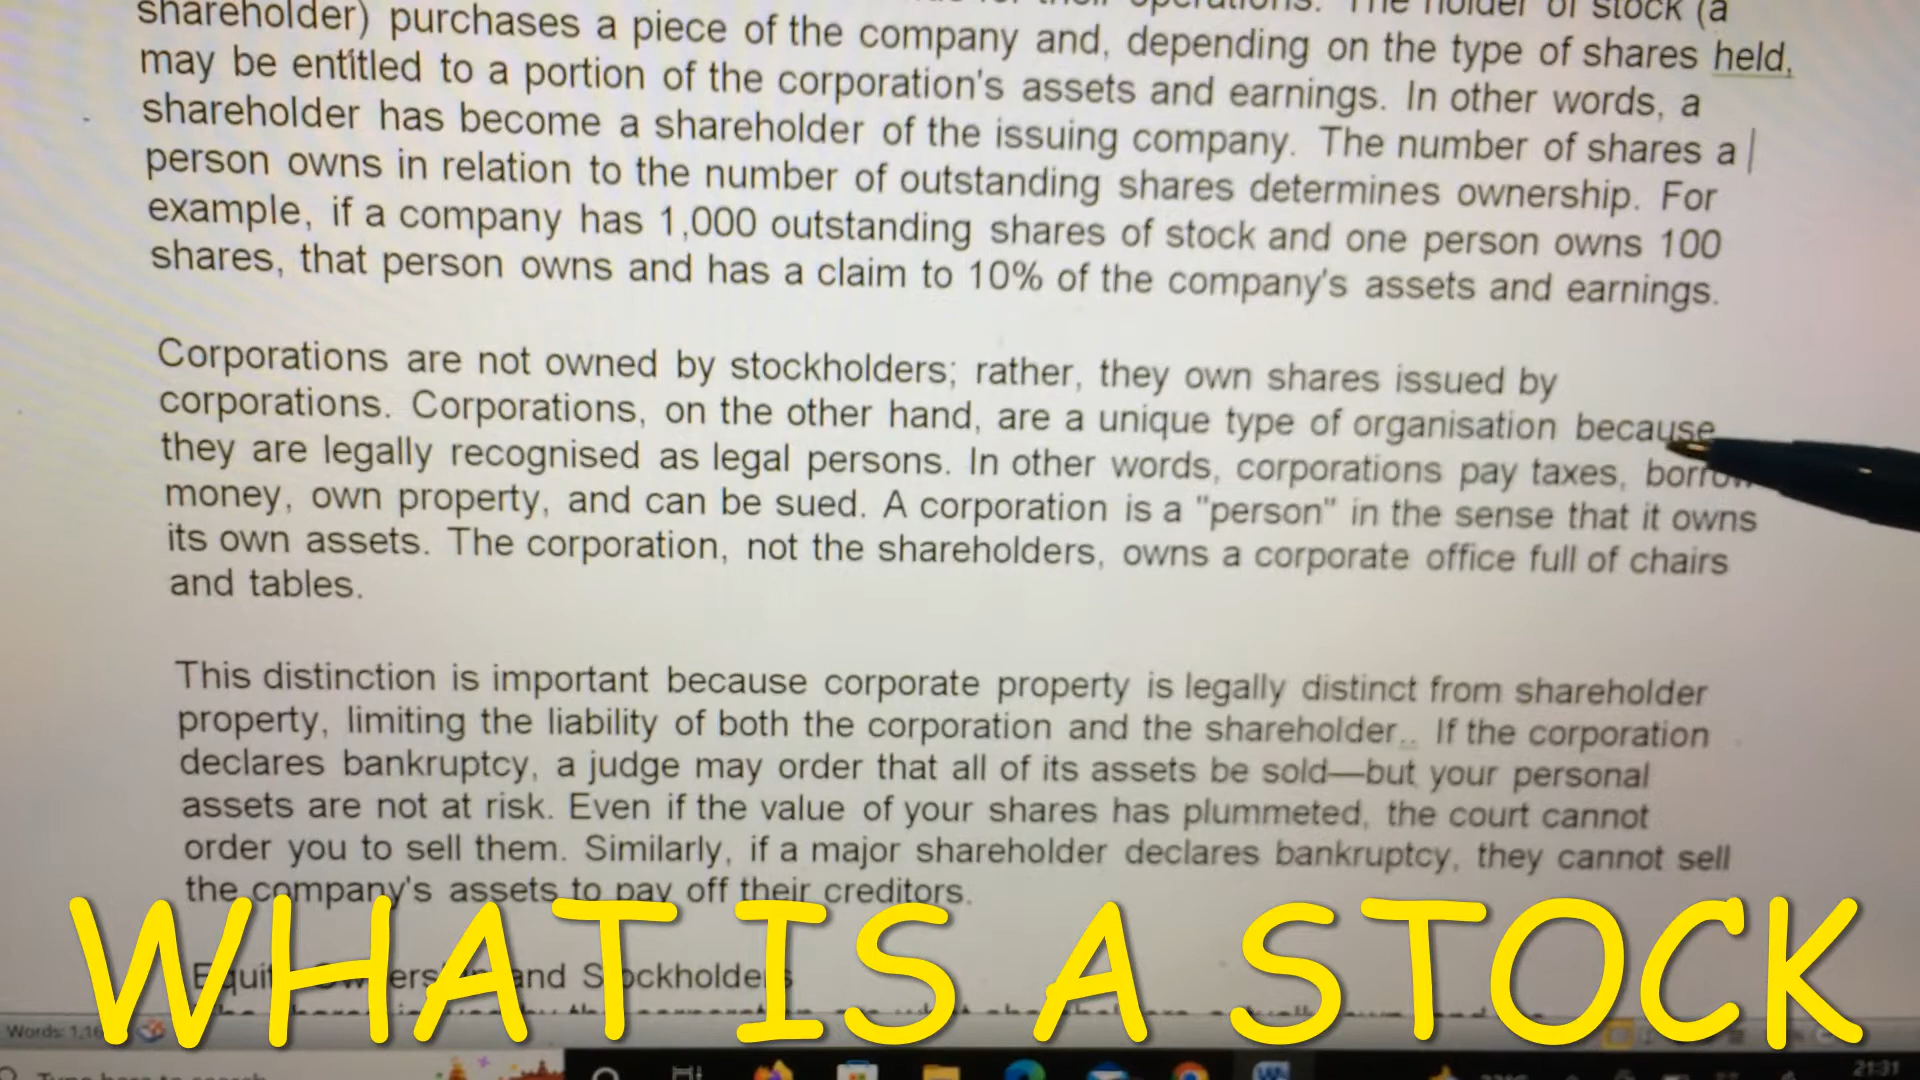 shareholder) purchases a piece of the company and, depending on the type of shares held,
may be entitled to a portion of the corporation's assets and earnings. In other words, a
shareholder has become a shareholder of the issuing company. The number of shares a
person owns in relation to the number of outstanding shares determines ownership. For
example, if a company has 1,000 outstanding shares of stock and one person owns 100
shares, that person owns and has a claim to 10% of the company's assets and earnings.
Corporations are not owned by stockholders; rather, they own shares issued by
corporations. Corporations, on the other hand, are a unique type of organisation because
they are legally recognised as legal persons. In other words, corporations pay taxes, borrow
money, own property, and can be sued. A corporation is a "person" in the sense that it owns
its own assets. The corporation, not the shareholders, owns a corporate office full of chairs
and tables.
This distinction is important because corporate property is legally distinct from shareholder
property, limiting the liability of both the corporation and the shareholder.. If the corporation
declares bankruptcy, a judge may order that all of its assets be sold—but your personal
assets are not at risk. Even if the value of your shares has plummeted, the court cannot
order you to sell them. Similarly, if a major shareholder declares bankruptcy, they cannot sell
the company's assets to pay off their creditors.
WHAT IS A STOCK
Equity Ownership and Stockholders
Words:
21:31